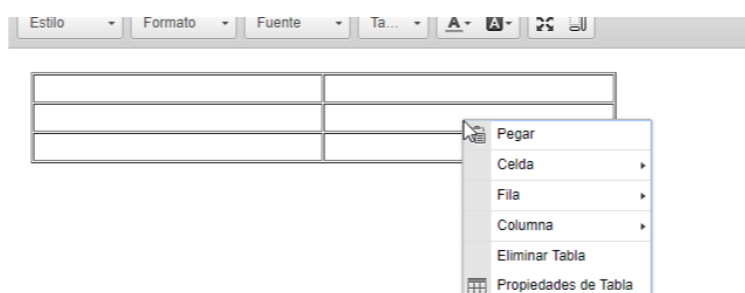 Estilo Formato Fuente Ta... A A
Pegar
Celda
Fila
Columna
Eliminar Tabla
Propiedades de Tabla